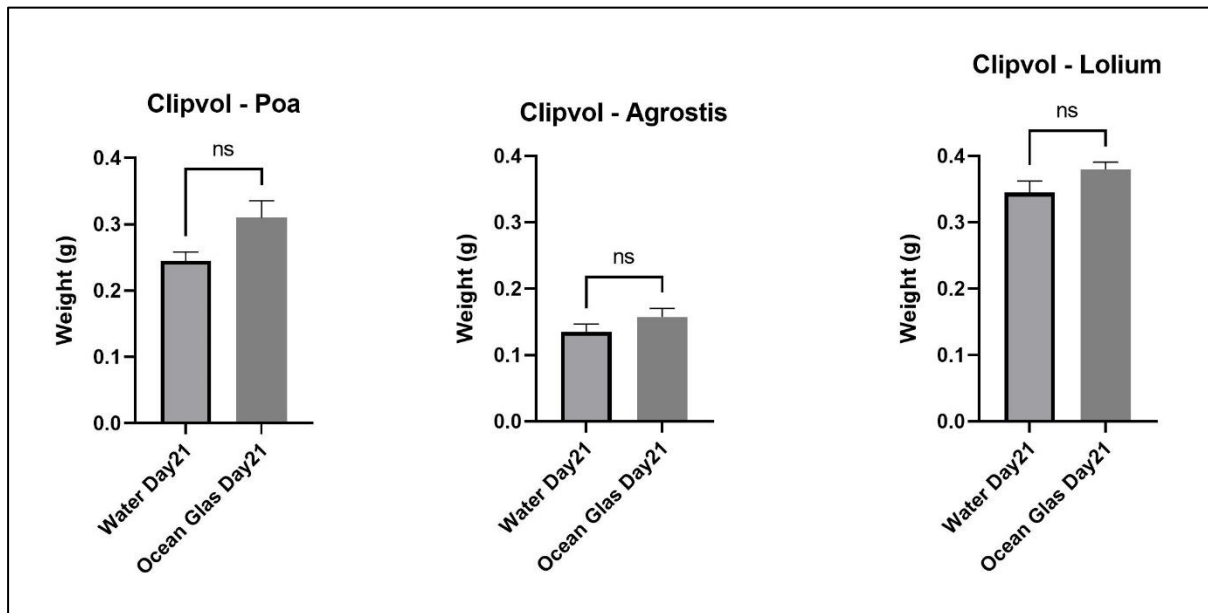 Clipvol - Poa
ns
0.4
0.3
0.2
0.1
0.0
Weight (g)
Water Day21
Ocean Glas Day21
Clipvol - Agrostis
ns
0.4
0.3
0.2
0.1
0.0
Weight (g)
Water Day21
Ocean Glas Day21
Clipvol - Lolium
ns
0.4
0.3
0.2
0.1
0.0
Weight (g)
Water Day21
Ocean Glas Day21